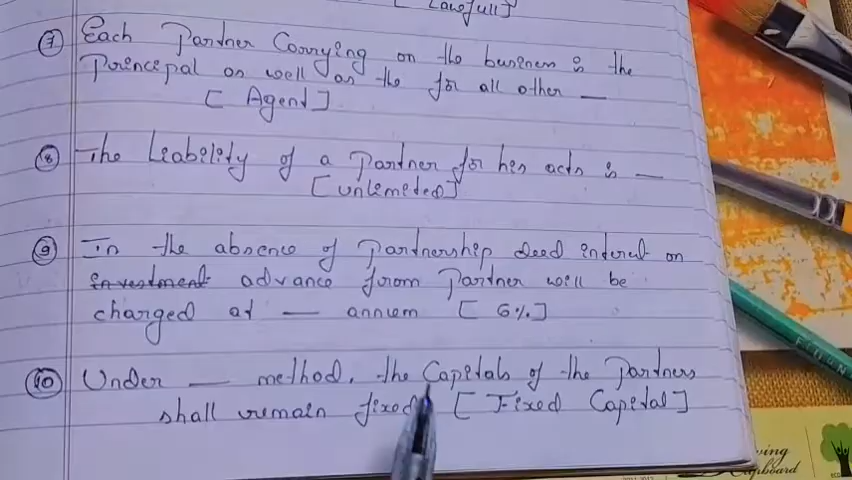 [Lawfull]
⑦ Each Partner Carrying on the business is the
Principal as well as the for all other —
[Agent]
⑧ The Liability of a Partner for his acts is —
[Unlimited]
⑨ In the absence of Partnership deed interest on
investment advance from Partner will be
charged at — annum [6%]
⑩ Under — method, the Capitals of the Partners
shall remain fixed [Fixed Capital]